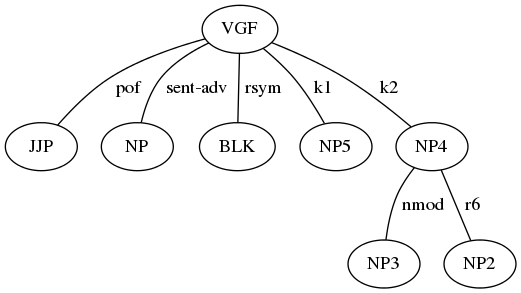 VGF
pof sent-adv rsym k1 k2
JJP NP BLK NP5 NP4
nmod r6
NP3 NP2